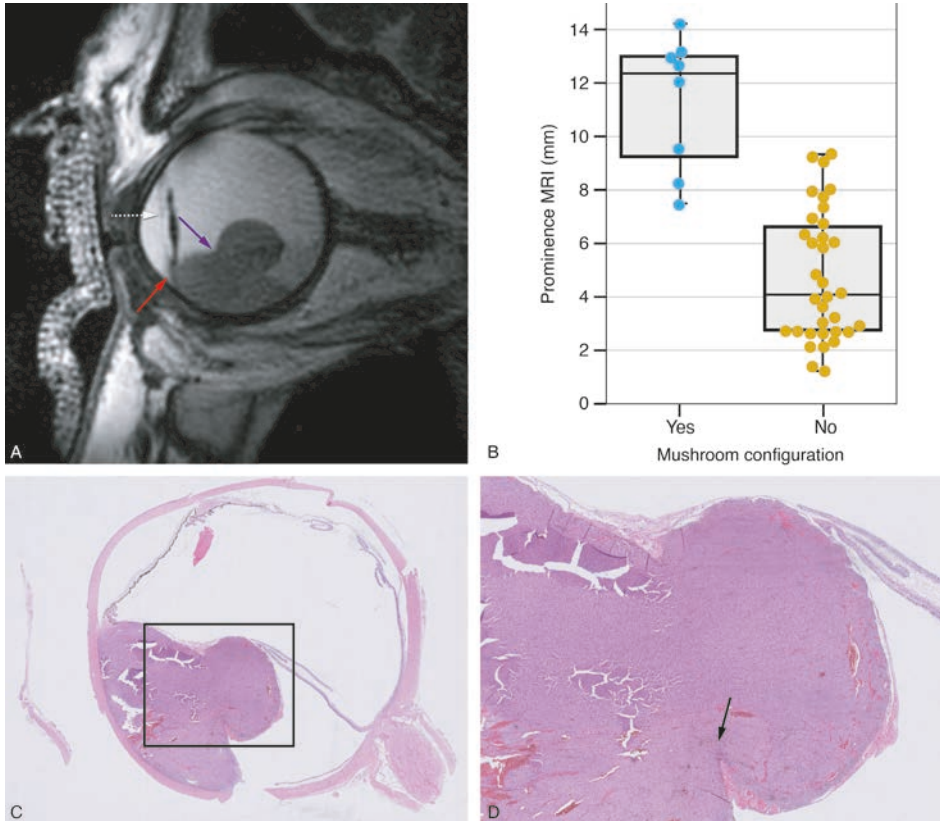 A
Prominence MRI (mm)
14
12
10
8
6
4
2
0
Yes
No
Mushroom configuration
B
C
D